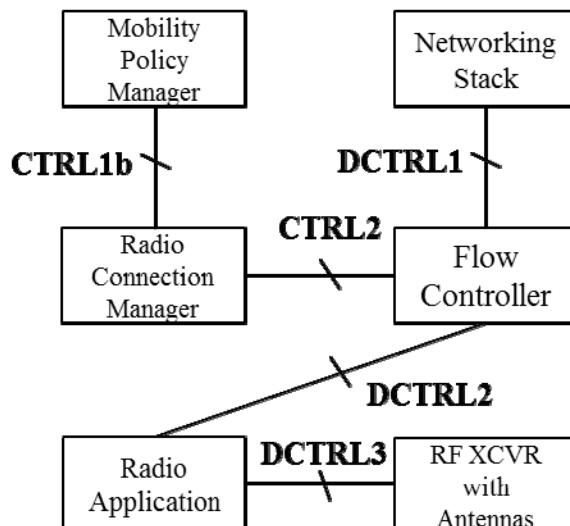 Mobility
Policy
Manager
Networking
Stack
CTRL1b
DCTRL1
CTRL2
Radio
Connection
Manager
Flow
Controller
DCTRL2
DCTRL3
Radio
Application
RF XCVR
with
Antennas